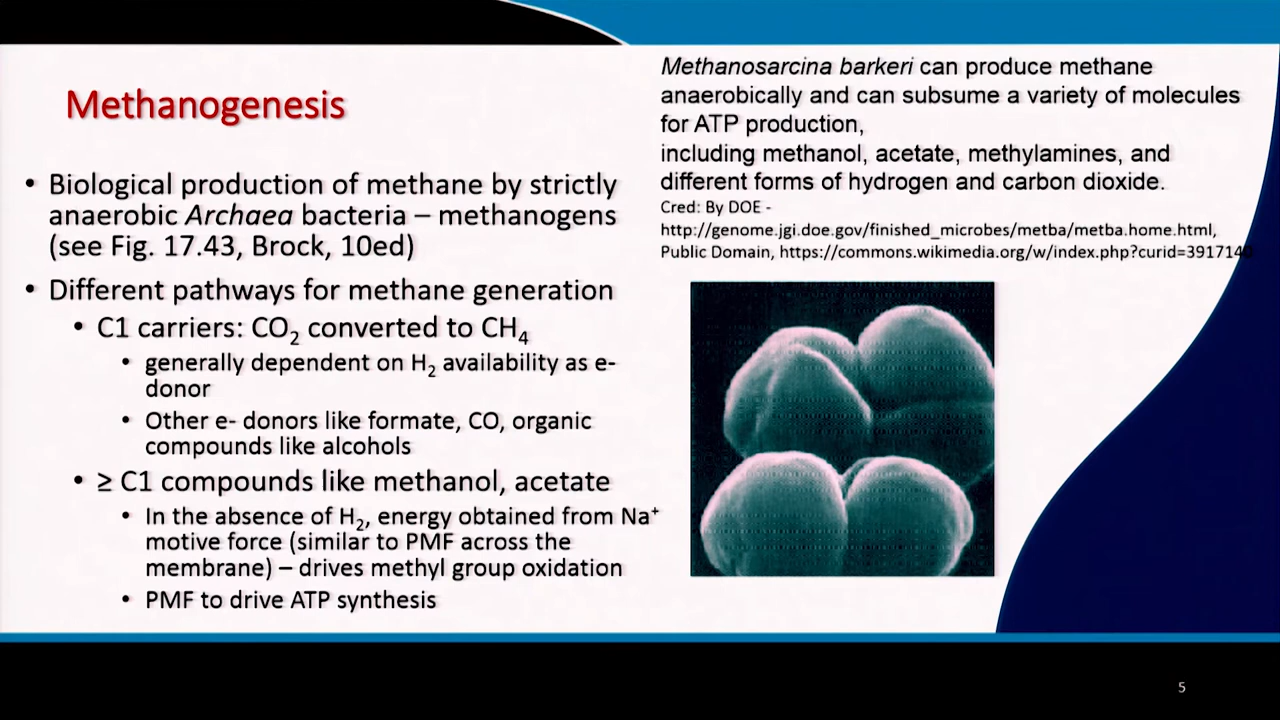 Methanogenesis
• Biological production of methane by strictly
anaerobic Archaea bacteria – methanogens
(see Fig. 17.43, Brock, 10ed)
• Different pathways for methane generation
• C1 carriers: CO₂ converted to CH₄
• generally dependent on H₂ availability as e-
donor
• Other e- donors like formate, CO, organic
compounds like alcohols
• ≥ C1 compounds like methanol, acetate
• In the absence of H₂, energy obtained from Na⁺
motive force (similar to PMF across the
membrane) – drives methyl group oxidation
• PMF to drive ATP synthesis
Methanosarcina barkeri can produce methane
anaerobically and can subsume a variety of molecules
for ATP production,
including methanol, acetate, methylamines, and
different forms of hydrogen and carbon dioxide.
Cred: By DOE -
http://genome.jgi.doe.gov/finished_microbes/metba/metba.home.html,
Public Domain, https://commons.wikimedia.org/w/index.php?curid=3917140
5